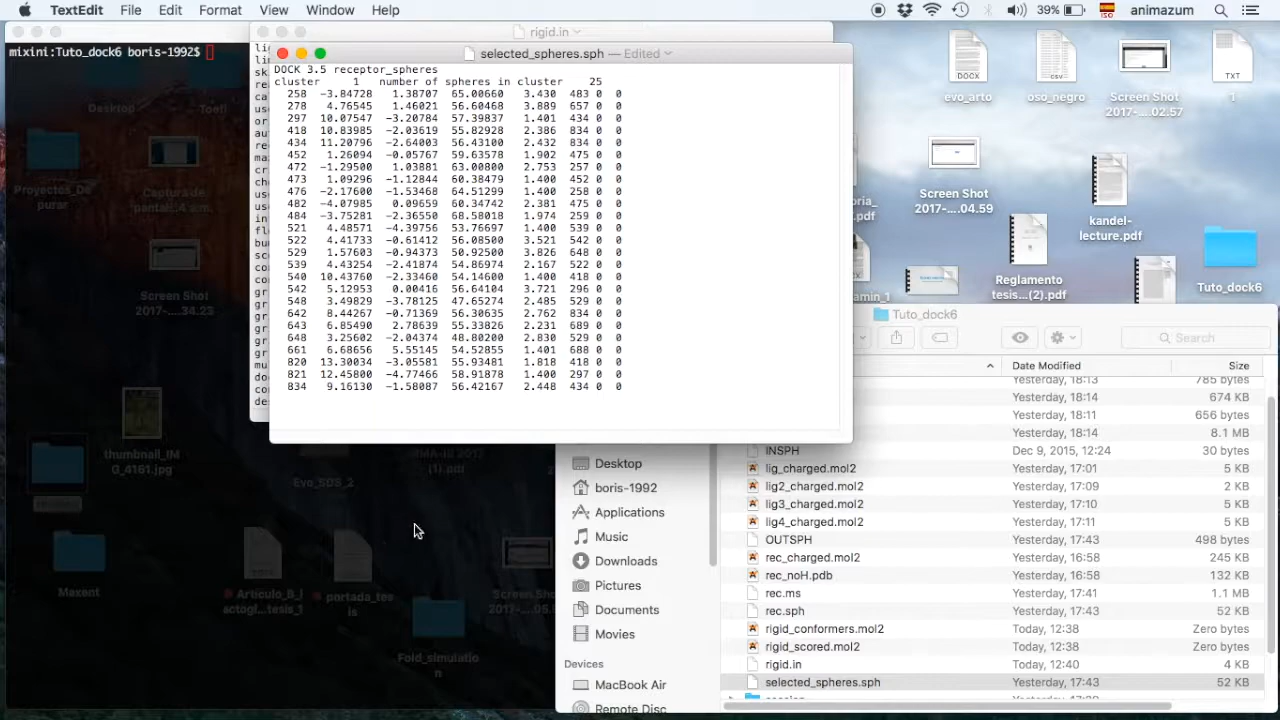 TextEdit File Edit Format View Window Help
39% animazum
rigid.in
mixini:Tuto_dock6 boris-1992$
selected_spheres.sph — Edited
DOCK 3.5 receptor_spheres
cluster 1 number of spheres in cluster 25
258 -3.84720 1.38707 65.00660 3.430 483 0 0
278 4.76545 1.46021 56.60468 3.889 657 0 0
297 10.07547 -3.20784 57.39837 1.401 434 0 0
418 10.83985 -2.03619 55.82928 2.386 834 0 0
434 11.20796 -2.64003 56.43100 2.432 834 0 0
452 1.26094 -0.05767 59.63578 1.902 475 0 0
472 -1.29500 1.03881 63.00800 2.753 257 0 0
473 1.09296 -1.12844 60.38479 1.400 452 0 0
476 -2.17600 -1.53468 64.51299 1.400 258 0 0
482 -4.07985 0.09659 60.34742 2.381 475 0 0
484 -3.75281 -2.36550 68.58018 1.974 259 0 0
521 4.48571 -4.39756 53.76697 1.400 539 0 0
522 4.41733 -0.61412 56.08500 3.521 542 0 0
529 1.57603 -0.94373 50.92500 3.826 648 0 0
539 4.43254 -2.41874 54.86974 2.167 522 0 0
540 10.43760 -2.33460 54.14600 1.400 418 0 0
542 3.12953 0.00416 56.64104 3.721 296 0 0
548 3.49820 -3.78125 47.65274 2.485 529 0 0
642 8.44267 -0.71369 56.30635 2.762 834 0 0
643 6.85490 2.78639 55.33826 2.231 689 0 0
648 3.25602 -2.04374 48.80200 2.830 529 0 0
661 6.68656 5.55145 54.52855 1.401 688 0 0
820 13.30034 -3.05581 55.93481 1.818 418 0 0
821 12.45800 -4.77466 58.91878 1.400 297 0 0
834 9.16130 -1.58087 56.42167 2.448 434 0 0
Desktop
Proyectos_De
purar
Captura de
pantal...4 a.m.
Screen Shot
2017-....34.23
thumbnail_IM
G_4161.jpg
Evo_SDS_2
Maxent
portada_te
is
Fold_simulatio
n
DOCX
evo_arto
CSV
oso_negro
Screen Shot
2017-....02.57
TXT
1
Screen Shot
2017-....04.59
kandel-
lecture.pdf
Reglamento
tesis....(2).pdf
Tuto_dock6
Tuto_dock6
Search
Date Modified Size
Yesterday, 18:13 785 bytes
Yesterday, 18:14 674 KB
Yesterday, 18:11 656 bytes
Yesterday, 18:14 8.1 MB
INSPH Dec 9, 2015, 12:24 30 bytes
lig_charged.mol2 Yesterday, 17:01 5 KB
lig2_charged.mol2 Yesterday, 17:09 2 KB
lig3_charged.mol2 Yesterday, 17:10 5 KB
lig4_charged.mol2 Yesterday, 17:11 5 KB
OUTSPH Yesterday, 17:43 498 bytes
rec_charged.mol2 Yesterday, 16:58 245 KB
rec_noH.pdb Yesterday, 16:58 132 KB
rec.ms Yesterday, 17:41 1.1 MB
rec.sph Yesterday, 17:43 52 KB
rigid_conformers.mol2 Today, 12:38 Zero bytes
rigid_scored.mol2 Today, 12:38 Zero bytes
rigid.in Today, 12:40 4 KB
selected_spheres.sph Yesterday, 17:43 52 KB
Desktop
boris-1992
Applications
Music
Downloads
Pictures
Documents
Movies
Devices
MacBook Air
Remote Disc